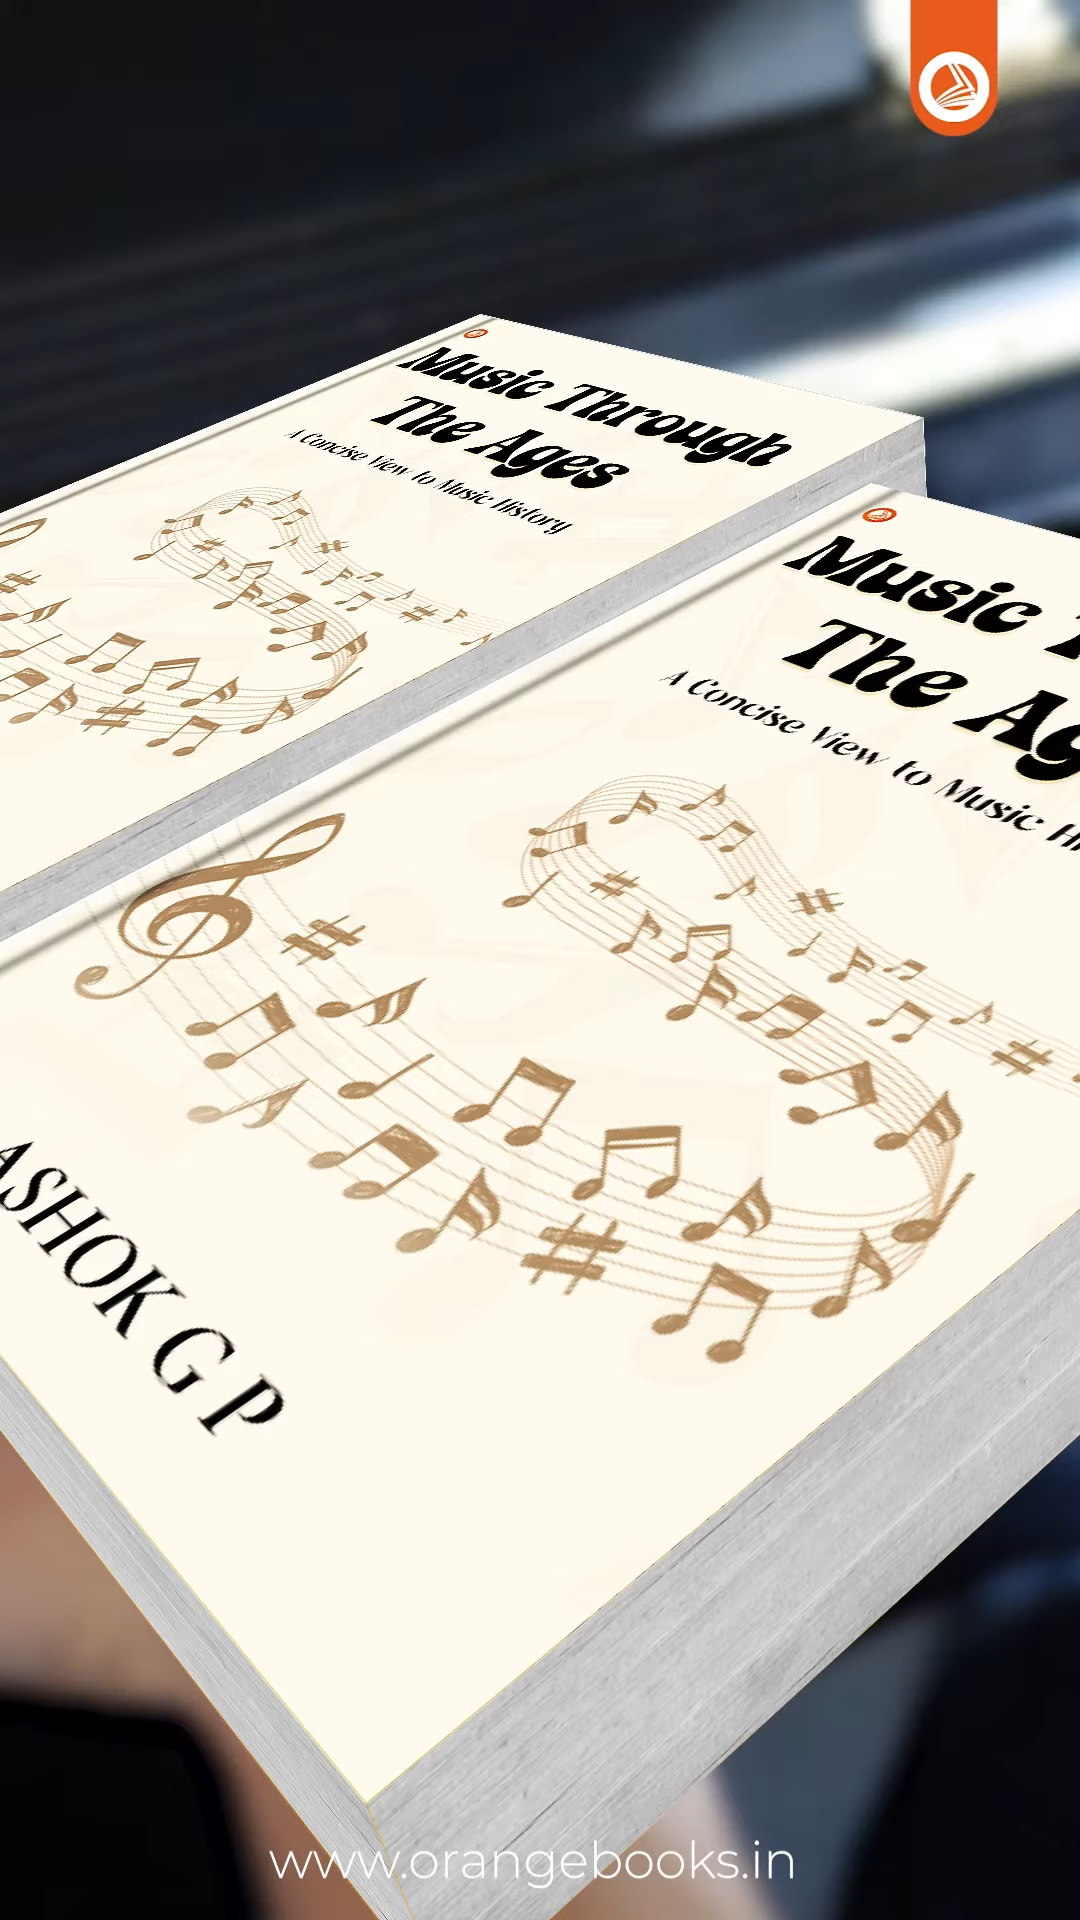 Music Through
The Ages
A Concise View to Music History
Music T
The Ag
A Concise View to Music Hi
ASHOK G P
www.orangebooks.in